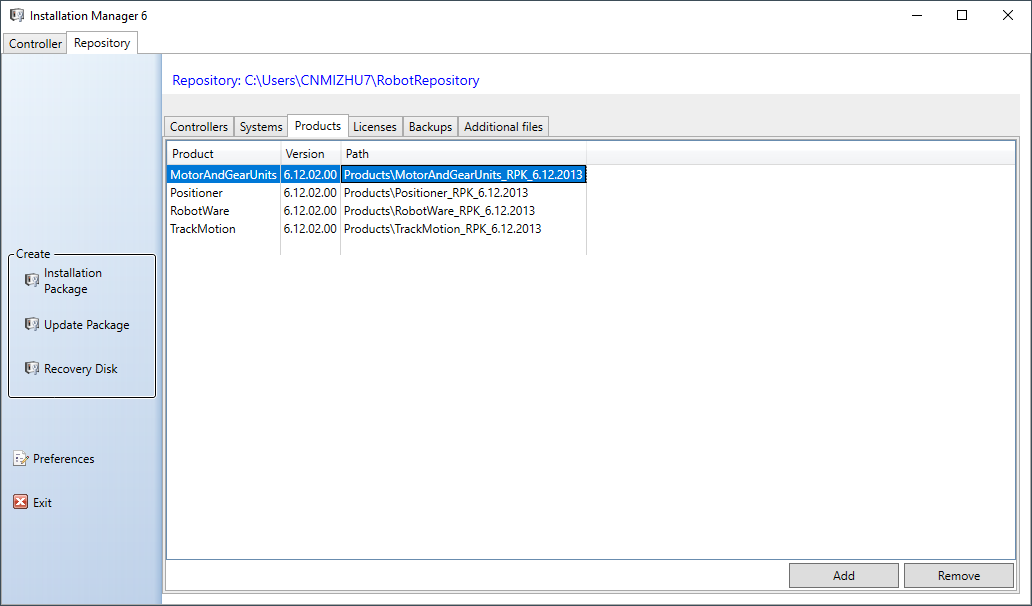 Installation Manager 6
Controller Repository
Repository: C:\Users\CNMIZHU7\RobotRepository
Controllers Systems Products Licenses Backups Additional files
Product Version Path
MotorAndGearUnits 6.12.02.00 Products\MotorAndGearUnits_RPK_6.12.2013
Positioner 6.12.02.00 Products\Positioner_RPK_6.12.2013
RobotWare 6.12.02.00 Products\RobotWare_RPK_6.12.2013
TrackMotion 6.12.02.00 Products\TrackMotion_RPK_6.12.2013
Create
Installation
Package
Update Package
Recovery Disk
Preferences
Exit
Add Remove